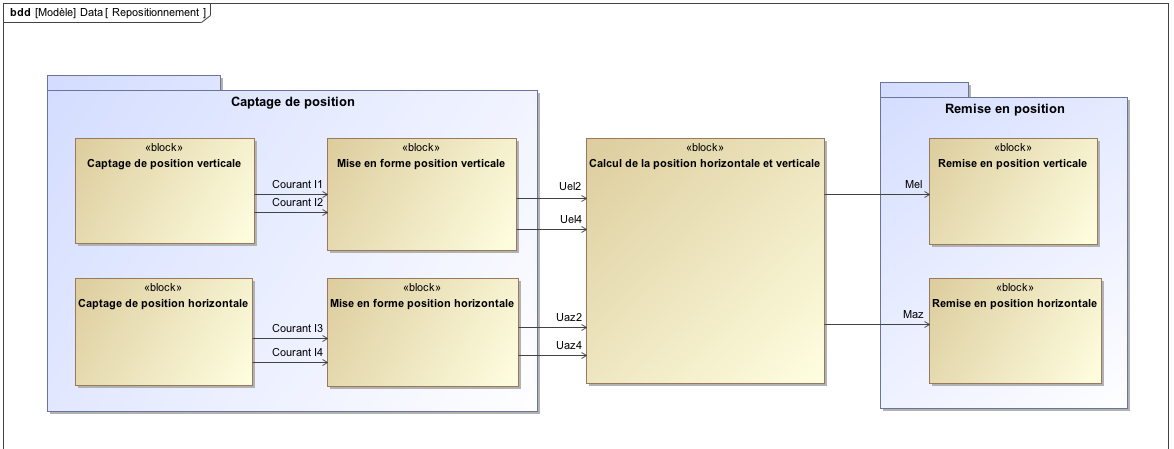 bdd [Modèle] Data [ Repositionnement ]
Captage de position
«block»
Captage de position verticale
Courant I1
Courant I2
«block»
Mise en forme position verticale
«block»
Captage de position horizontale
Courant I3
Courant I4
«block»
Mise en forme position horizontale
Uel2
Uel4
Uaz2
Uaz4
«block»
Calcul de la position horizontale et verticale
Mel
Maz
Remise en position
«block»
Remise en position verticale
«block»
Remise en position horizontale